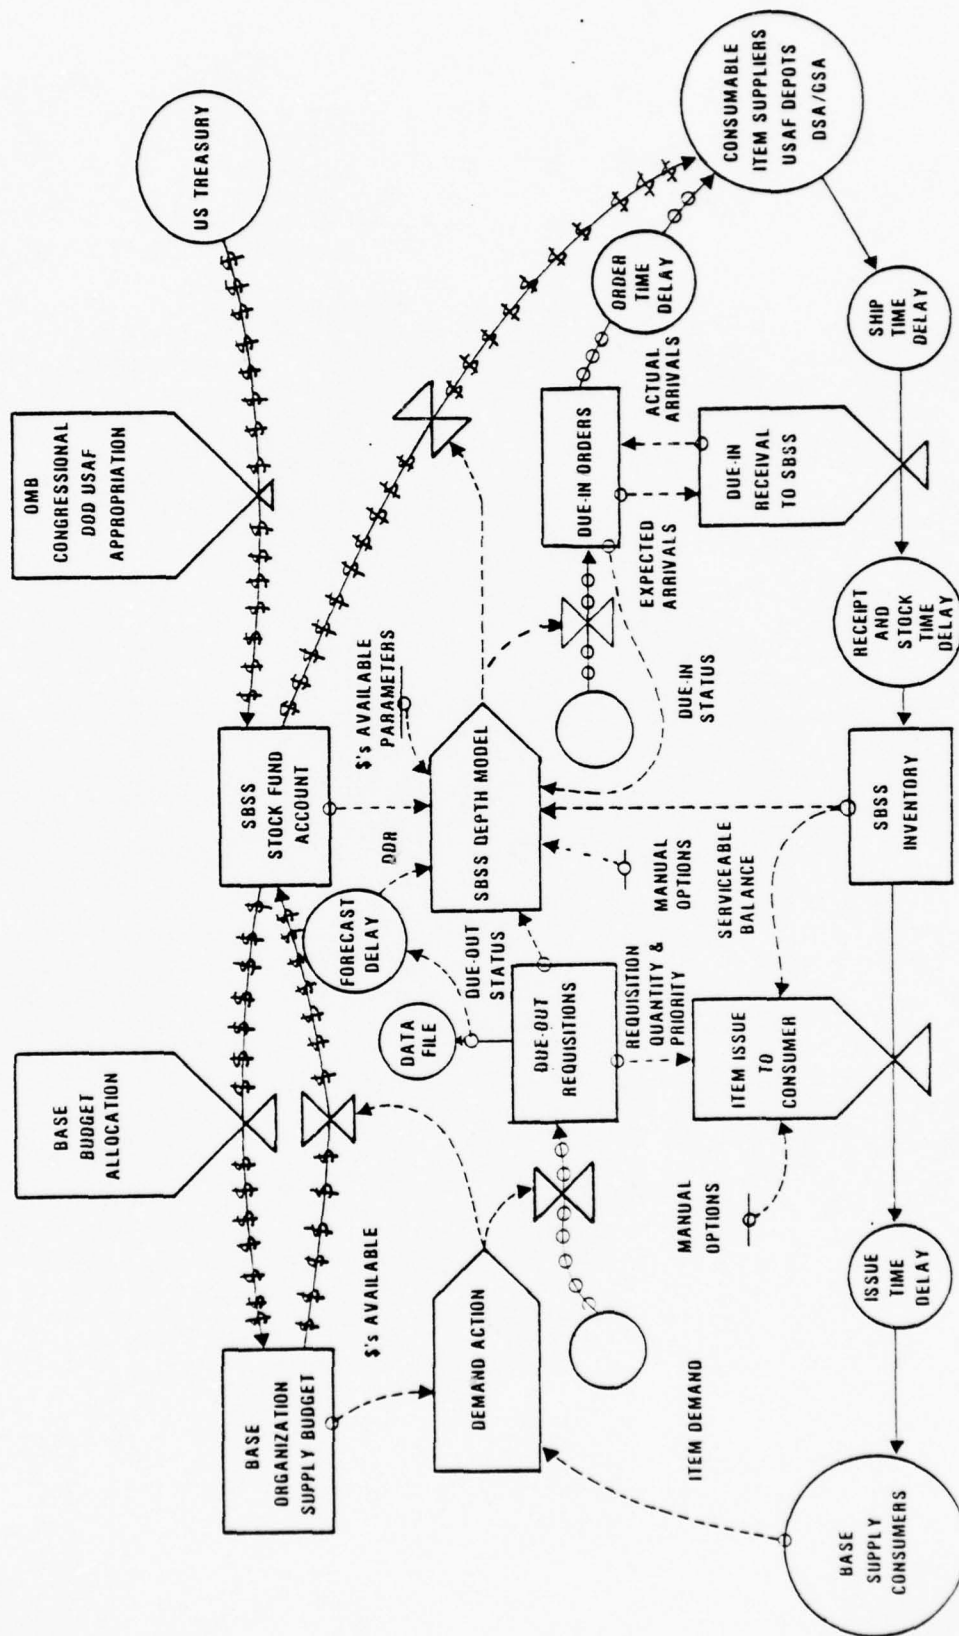 OMB
CONGRESSIONAL
DOD USAF
APPROPRIATION
US TREASURY
BASE
BUDGET
ALLOCATION
BASE
ORGANIZATION
SUPPLY BUDGET
SBSS
STOCK FUND
ACCOUNT
$'s AVAILABLE
$'s AVAILABLE
PARAMETERS
FORECAST
DELAY
DDR
DATA
FILE
DUE-OUT
STATUS
DEMAND ACTION
SBSS DEPTH MODEL
CONSUMABLE
ITEM SUPPLIERS
USAF DEPOTS
DSA/GSA
ORDER
TIME
DELAY
DUE-OUT
REQUISITIONS
DUE-IN ORDERS
MANUAL
OPTIONS
DUE-IN
STATUS
EXPECTED
ARRIVALS
ACTUAL
ARRIVALS
REQUISITION
QUANTITY &
PRIORITY
ITEM DEMAND
MANUAL
OPTIONS
ITEM ISSUE
TO
CONSUMER
SERVICEABLE
BALANCE
DUE-IN
RECEIVAL
TO SBSS
BASE
SUPPLY
CONSUMERS
ISSUE
TIME
DELAY
SBSS
INVENTORY
RECEIPT
AND
STOCK
TIME
DELAY
SHIP
TIME
DELAY